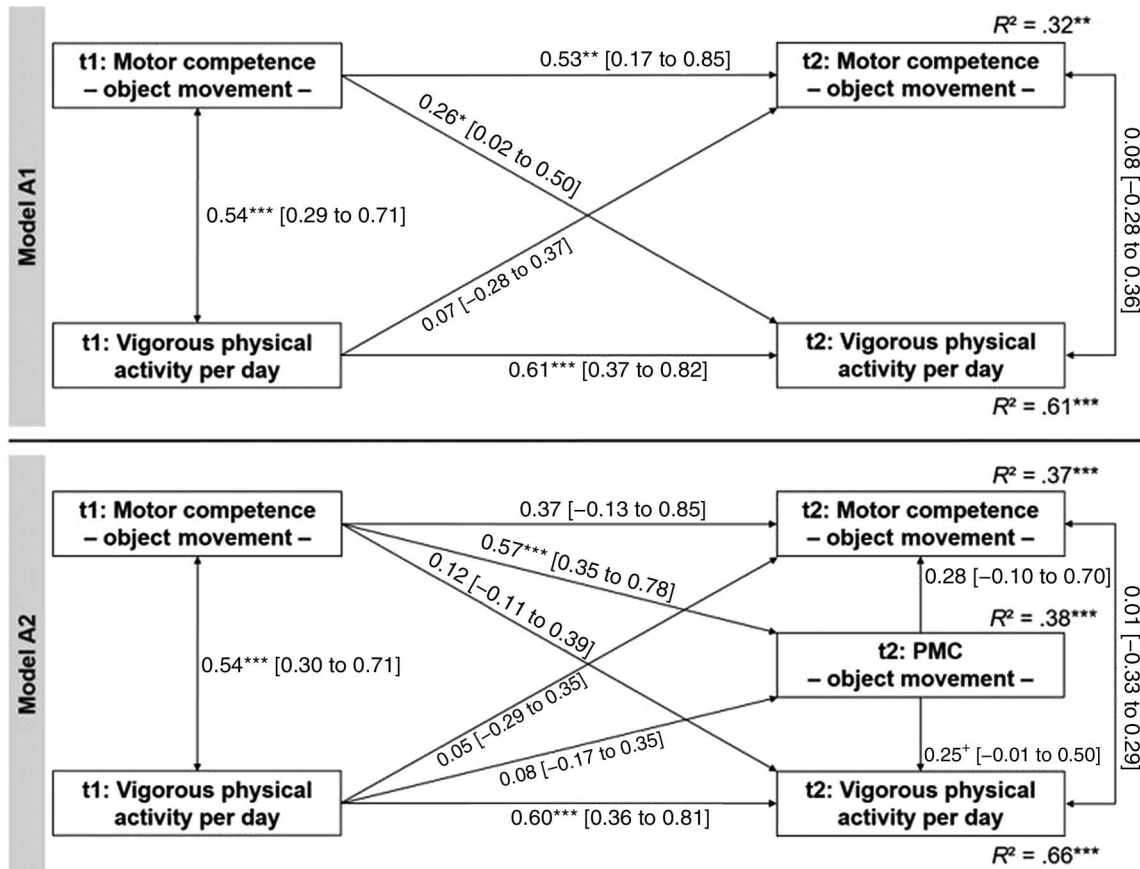 Model A1
R² = .32**
t1: Motor competence
– object movement –
0.53** [0.17 to 0.85]
t2: Motor competence
– object movement –
0.26* [0.02 to 0.50]
0.54*** [0.29 to 0.71]
0.08 [−0.28 to 0.36]
0.07 [−0.28 to 0.37]
t1: Vigorous physical
activity per day
0.61*** [0.37 to 0.82]
t2: Vigorous physical
activity per day
R² = .61***
Model A2
R² = .37***
t1: Motor competence
– object movement –
0.37 [−0.13 to 0.85]
t2: Motor competence
– object movement –
0.57*** [0.35 to 0.78]
0.12 [−0.11 to 0.39]
0.28 [−0.10 to 0.70]
R² = .38***
t2: PMC
– object movement –
0.54*** [0.30 to 0.71]
0.01 [−0.33 to 0.29]
0.05 [−0.29 to 0.35]
0.08 [−0.17 to 0.35]
0.25⁺ [−0.01 to 0.50]
t1: Vigorous physical
activity per day
0.60*** [0.36 to 0.81]
t2: Vigorous physical
activity per day
R² = .66***